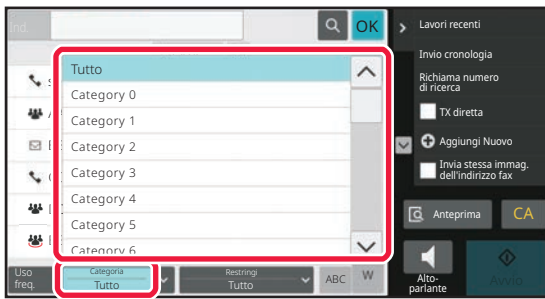 Ind.
OK
Tutto
Category 0
Category 1
Category 2
Category 3
Category 4
Category 5
Category 6
Uso
freq.
Categoria
Tutto
Restringi
Tutto
ABC
W
Lavori recenti
Invio cronologia
Richiama numero
di ricerca
TX diretta
Aggiungi Nuovo
Invia stessa immag.
dell'indirizzo fax
Anteprima
CA
Alto-
parlante
Avvio